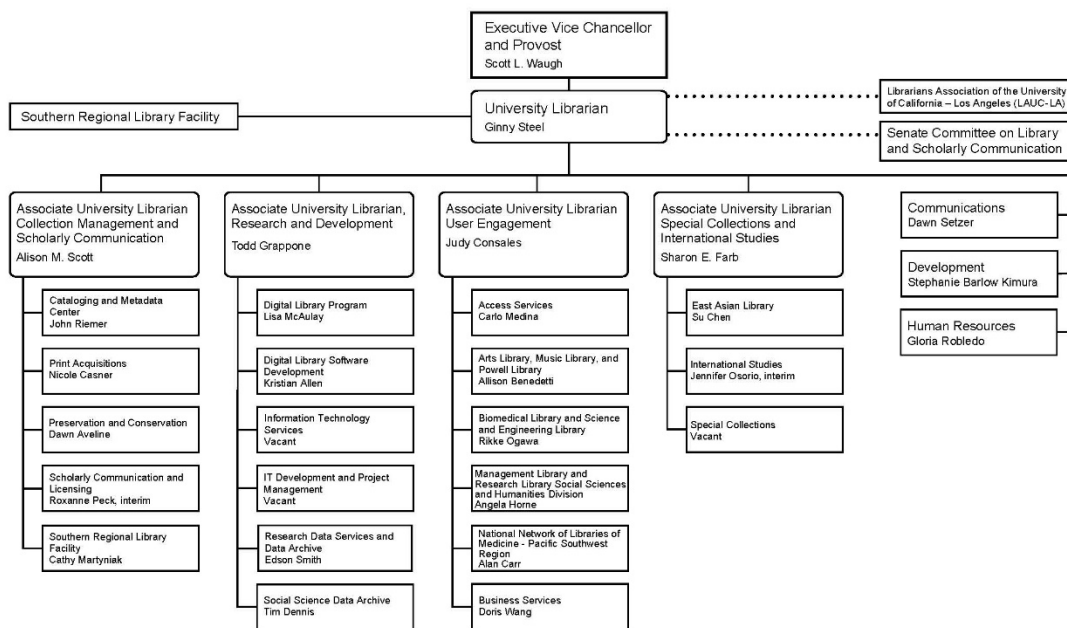 Executive Vice Chancellor
and Provost
Scott L. Waugh
Southern Regional Library Facility
University Librarian
Ginny Steel
Librarians Association of the University
of California – Los Angeles (LAUC-LA)
Senate Committee on Library
and Scholarly Communication
Associate University Librarian
Collection Management and
Scholarly Communication
Alison M. Scott
Cataloging and Metadata
Center
John Riemer
Print Acquisitions
Nicole Casner
Preservation and Conservation
Dawn Aveline
Scholarly Communication and
Licensing
Roxanne Peck, interim
Southern Regional Library
Facility
Cathy Martyniak
Associate University Librarian,
Research and Development
Todd Grappone
Digital Library Program
Lisa McAulay
Digital Library Software
Development
Kristian Allen
Information Technology
Services
Vacant
IT Development and Project
Management
Vacant
Research Data Services and
Data Archive
Edson Smith
Social Science Data Archive
Tim Dennis
Associate University Librarian
User Engagement
Judy Consales
Access Services
Carlo Medina
Arts Library, Music Library, and
Powell Library
Allison Benedetti
Biomedical Library and Science
and Engineering Library
Rikke Ogawa
Management Library and
Research Library Social Sciences
and Humanities Division
Angela Horne
National Network of Libraries of
Medicine - Pacific Southwest
Region
Alan Carr
Business Services
Doris Wang
Associate University Librarian
Special Collections and
International Studies
Sharon E. Farb
East Asian Library
Su Chen
International Studies
Jennifer Osorio, interim
Special Collections
Vacant
Communications
Dawn Setzer
Development
Stephanie Barlow Kimura
Human Resources
Gloria Robledo